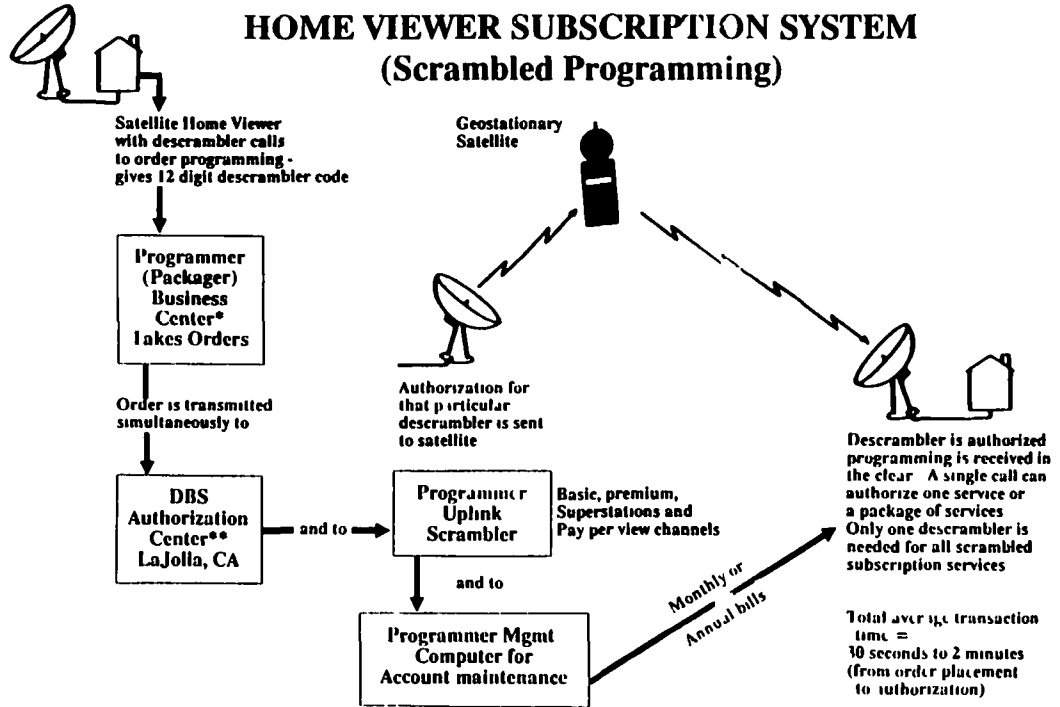 HOME VIEWER SUBSCRIPTION SYSTEM
(Scrambled Programming)
Satellite Home Viewer
with descrambler calls
to order programming -
gives 12 digit descrambler code
Geostationary
Satellite
Programmer
(Packager)
Business
Center*
Takes Orders
Order is transmitted
simultaneously to
Authorization for
that particular
descrambler is sent
to satellite
Descrambler is authorized
programming is received in
the clear A single call can
authorize one service or
a package of services
Only one descrambler is
needed for all scrambled
subscription services
DBS
Authorization
Center**
LaJolla, CA
and to
Programmer
Uplink
Scrambler
Basic, premium,
Superstations and
Pay per view channels
and to
Programmer Mgmt
Computer for
Account maintenance
Monthly or
Annual bills
Total average transaction
time =
30 seconds to 2 minutes
(from order placement
to authorization)